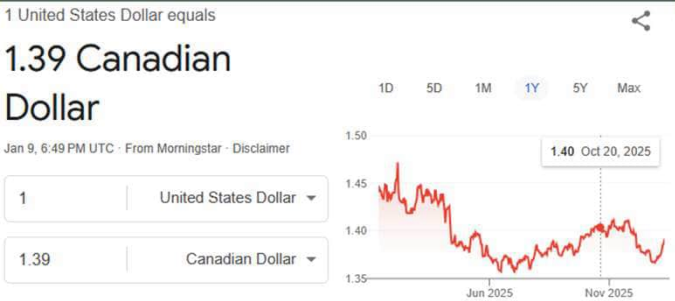 1 United States Dollar equals
1.39 Canadian
Dollar
Jan 9, 6:49 PM UTC · From Morningstar · Disclaimer
1 United States Dollar
1.39 Canadian Dollar
1D 5D 1M 1Y 5Y Max
1.50
1.40 Oct 20, 2025
1.45
1.40
1.35
Jun 2025 Nov 2025